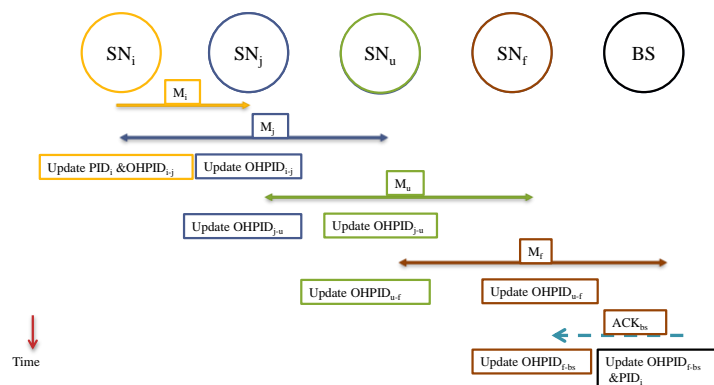 SNi SNj SNu SNf BS
Mi
Mj
Update PIDi &OHPIDi-j Update OHPIDi-j
Mu
Update OHPIDj-u Update OHPIDj-u
Mf
Update OHPIDu-f Update OHPIDu-f
ACKbs
Time
Update OHPIDf-bs Update OHPIDf-bs
&PIDi